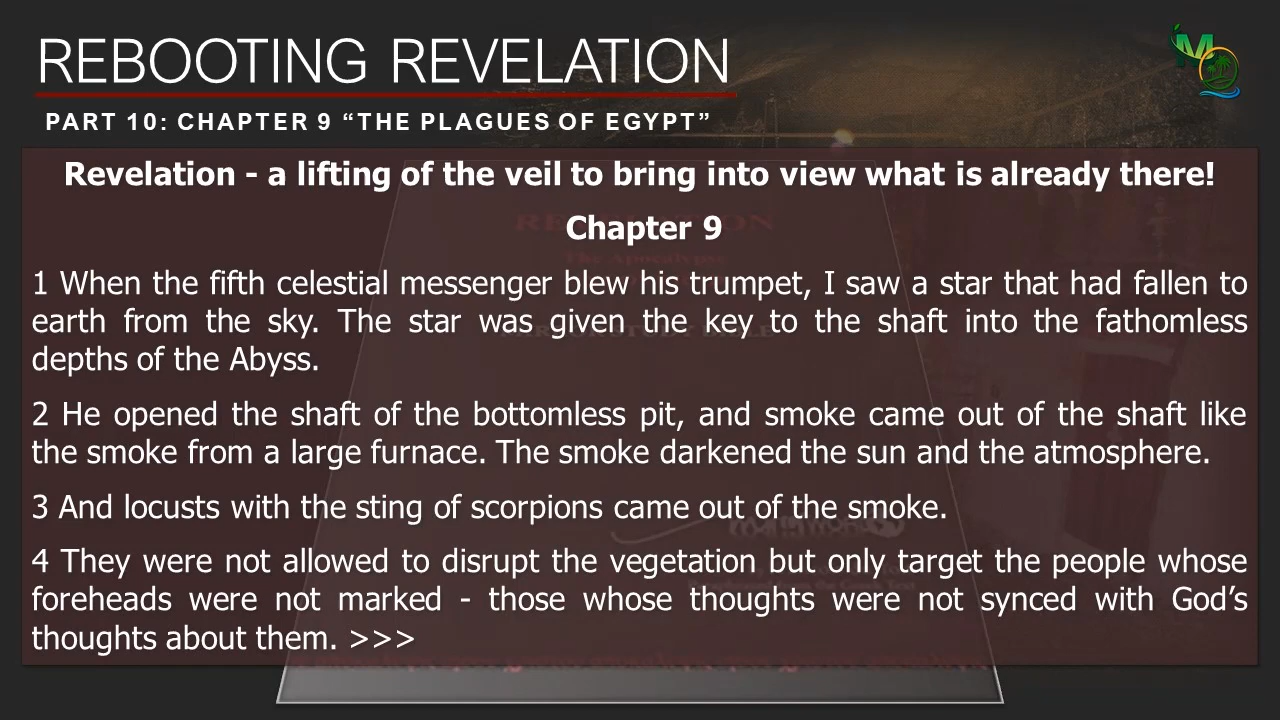 REBOOTING REVELATION
PART 10: CHAPTER 9 “THE PLAGUES OF EGYPT”
Revelation - a lifting of the veil to bring into view what is already there!
Chapter 9
1 When the fifth celestial messenger blew his trumpet, I saw a star that had fallen to
earth from the sky. The star was given the key to the shaft into the fathomless
depths of the Abyss.
2 He opened the shaft of the bottomless pit, and smoke came out of the shaft like
the smoke from a large furnace. The smoke darkened the sun and the atmosphere.
3 And locusts with the sting of scorpions came out of the smoke.
4 They were not allowed to disrupt the vegetation but only target the people whose
foreheads were not marked - those whose thoughts were not synced with God’s
thoughts about them. >>>